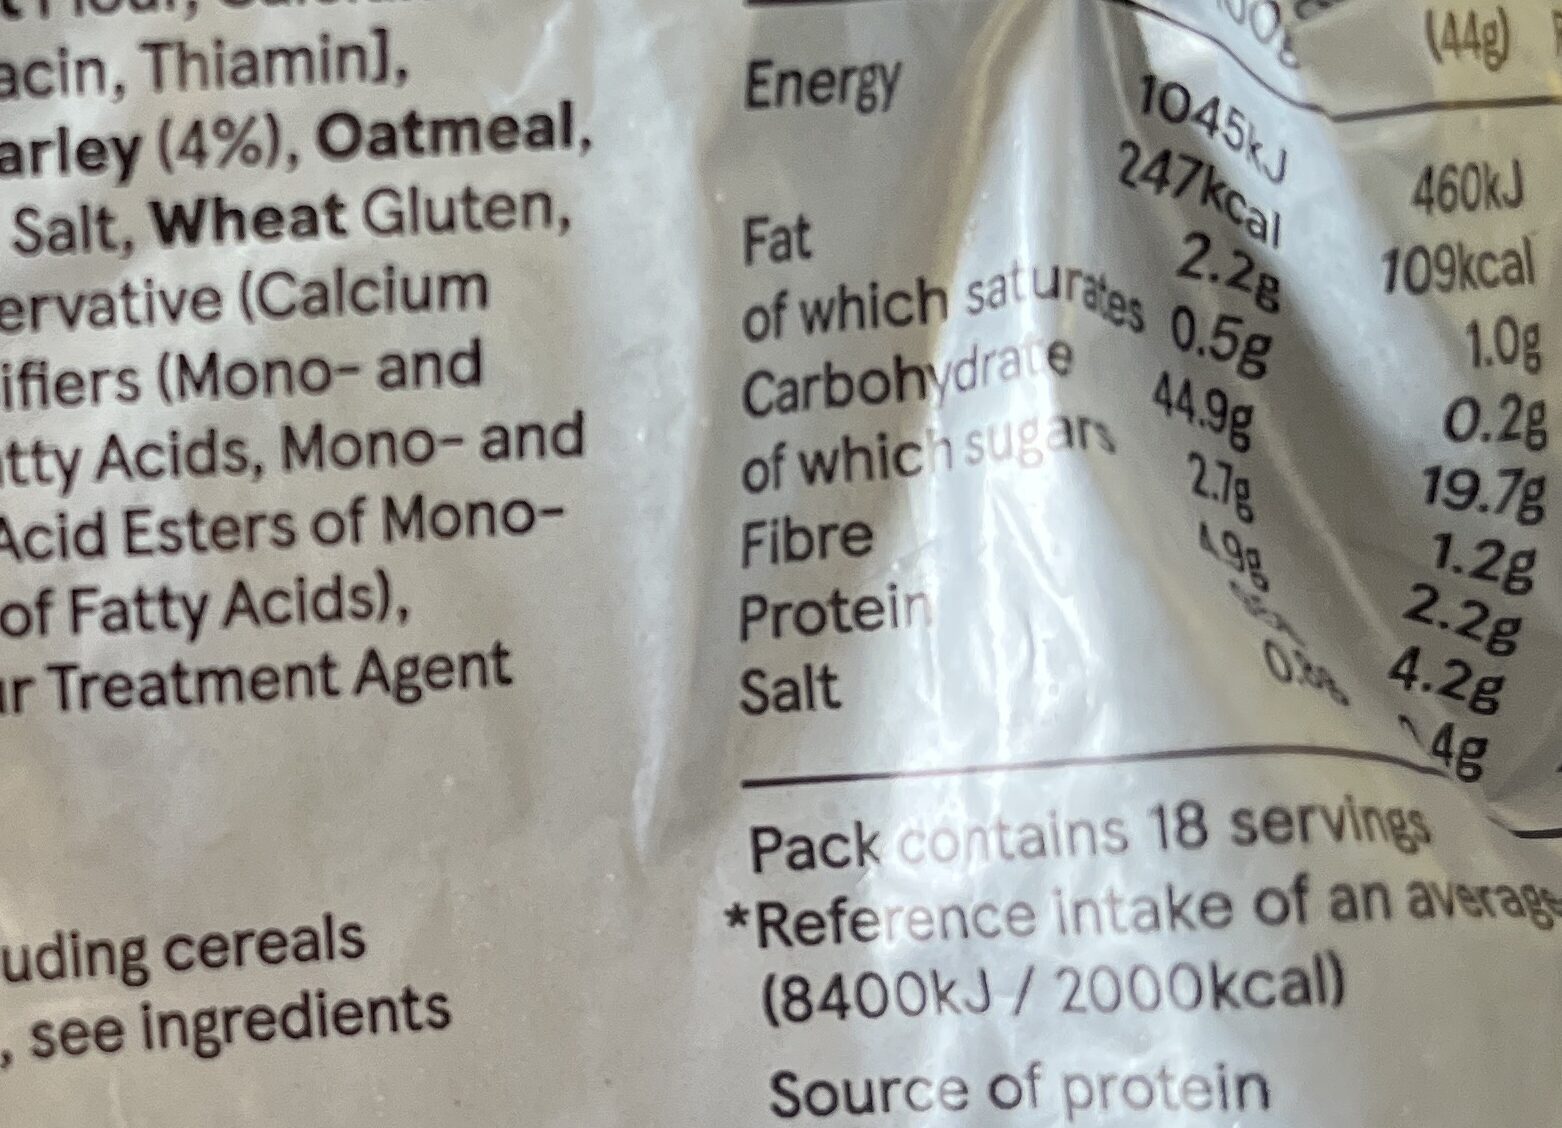 acin, Thiamin],
arley (4%), Oatmeal,
Salt, Wheat Gluten,
ervative (Calcium
ifiers (Mono- and
tty Acids, Mono- and
Acid Esters of Mono-
of Fatty Acids),
r Treatment Agent
uding cereals
, see ingredients
(44g)
Energy 1045kJ 460kJ
247kcal 109kcal
Fat 2.2g 1.0g
of which saturates 0.5g 0.2g
Carbohydrate 44.9g 19.7g
of which sugars 2.7g 1.2g
Fibre 2.2g
Protein 4.2g
Salt
Pack contains 18 servings
*Reference intake of an average
(8400kJ / 2000kcal)
Source of protein